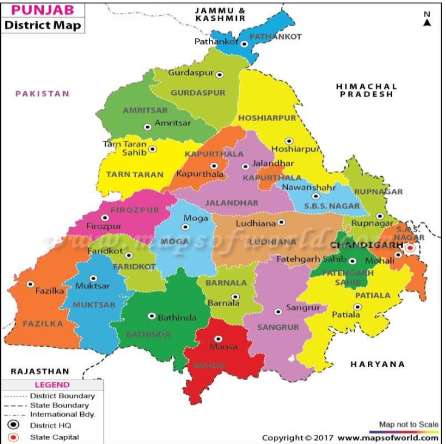 PUNJAB
District Map
JAMMU
& KASHMIR
N
Pathankot
PATHANKOT
Gurdaspur
GURDASPUR
PAKISTAN
HIMACHAL
PRADESH
AMRITSAR
Amritsar
HOSHIARPUR
Hoshiarpur
Tarn Taran
Sahib
TARN TARAN
KAPURTHALA
Kapurthala
Jalandhar
KAPURTHALA
Nawanshahr
S.B.S. NAGAR
RUPNAGAR
Rupnagar
JALANDHAR
FIROZPUR
Firozpur
Moga
MOGA
Ludhiana
LUDHIANA
S.A.S.
NAGAR
CHANDIGARH
Mohali
www.mapsofworld.com
Faridkot
FARIDKOT
Fatehgarh Sahib
FATEHGARH
SAHIB
Fazilka
FAZILKA
Muktsar
MUKTSAR
BARNALA
Barnala
PATIALA
Patiala
Bathinda
BATHINDA
Sangrur
SANGRUR
Mansa
MANSA
RAJASTHAN
HARYANA
LEGEND
District Boundary
State Boundary
International Bdy.
District HQ
State Capital
Map not to Scale
Copyright © 2017 www.mapsofworld.com